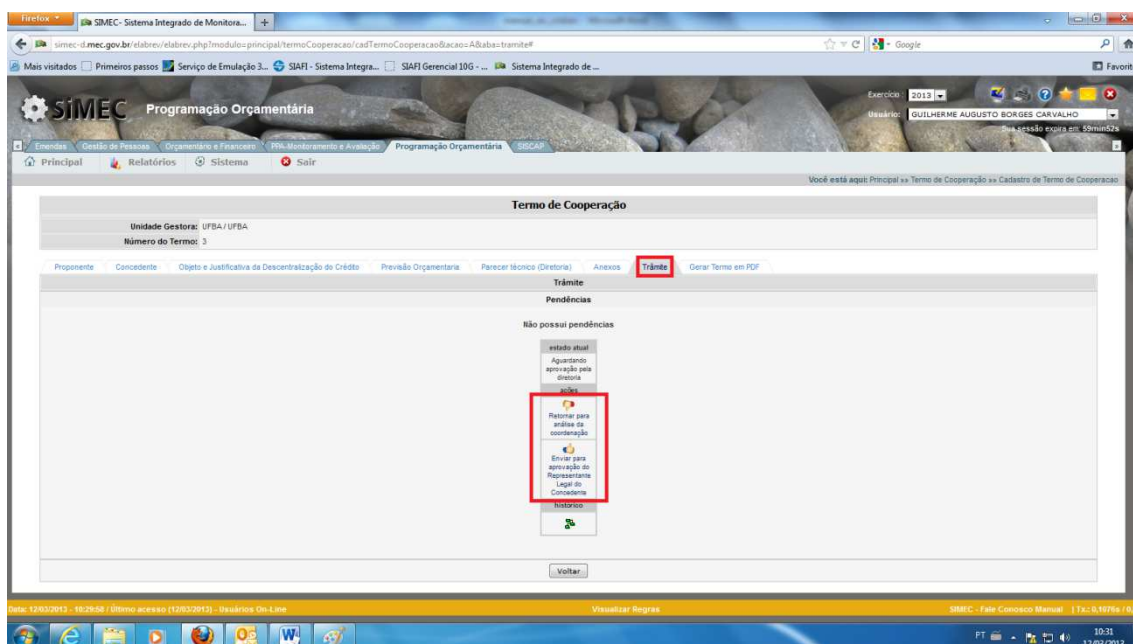 Firefox
SIMEC- Sistema Integrado de Monitora...
simec-d.mec.gov.br/elabrev/elabrev.php?modulo=principal/termoCooperacao/cadTermoCooperacao&acao=A&aba=tramite#
Google
Mais visitados Primeiros passos Serviço de Emulação 3... SIAFI - Sistema Integra... SIAFI Gerencial 10G - ... Sistema Integrado de ...
Favorit
SiMEC Programação Orçamentária
Exercício: 2013
Usuário: GUILHERME AUGUSTO BORGES CARVALHO
Sua sessão expira em: 59min52s
Emendas Gestão de Pessoas Orçamentário e Financeiro PPA-Monitoramento e Avaliação Programação Orçamentária SISCAP
Principal Relatórios Sistema Sair
Você está aqui: Principal »» Termo de Cooperação »» Cadastro de Termo de Cooperacao
Termo de Cooperação
Unidade Gestora: UFBA / UFBA
Número do Termo: 3
Proponente Concedente Objeto e Justificativa da Descentralização do Crédito Previsão Orçamentaria Parecer técnico (Diretoria) Anexos Trâmite Gerar Termo em PDF
Trâmite
Pendências
Não possui pendências
estado atual
Aguardando
aprovação pela
diretoria
ações
Retornar para
análise da
coordenação
Enviar para
aprovação do
Representante
Legal do
Concedente
histórico
Voltar
Data: 12/03/2013 - 10:29:58 / Último acesso (12/03/2013) - Usuários On-Line
Visualizar Regras
SIMEC - Fale Conosco Manual | Tx.: 0,1076s / 0,
PT
10:31
12/03/2013